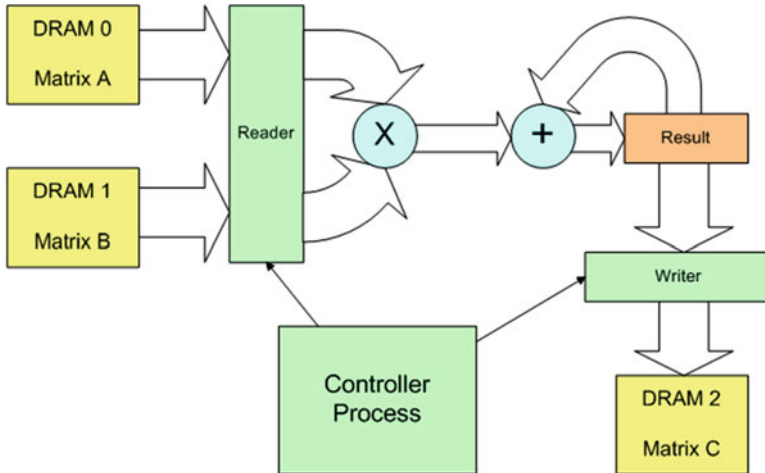 DRAM 0
Matrix A
Reader
X
+
Result
DRAM 1
Matrix B
Writer
Controller
Process
DRAM 2
Matrix C